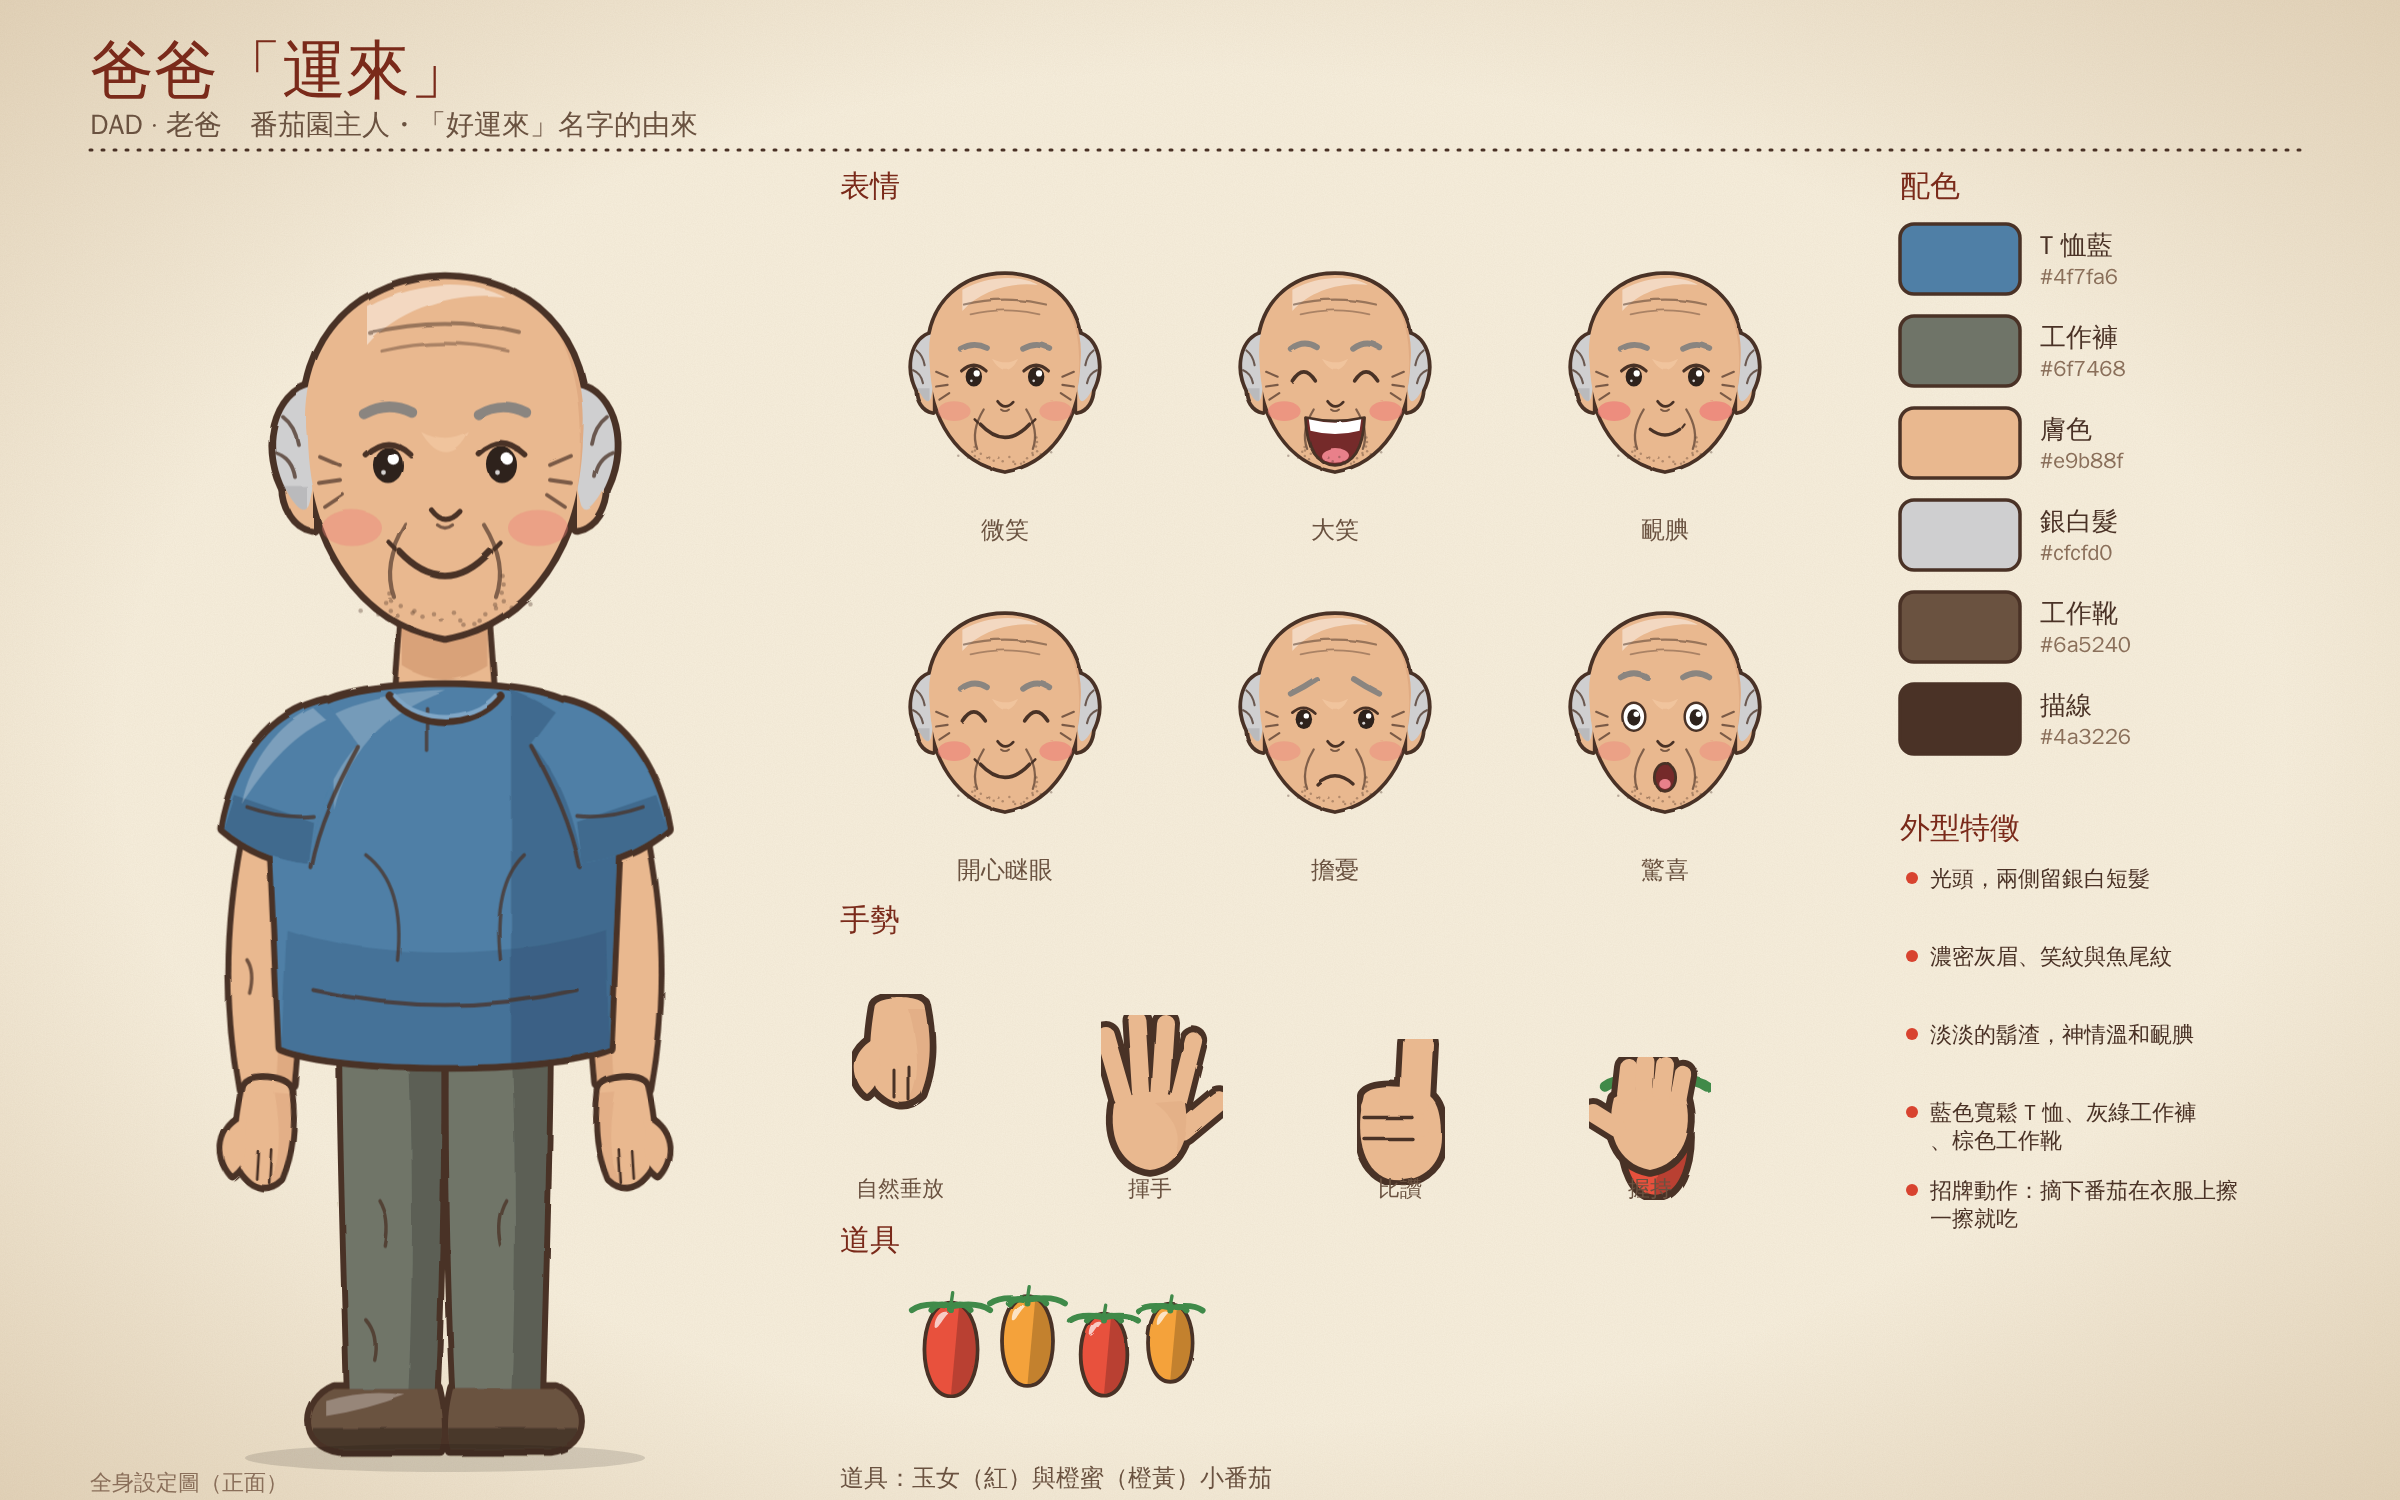 爸爸「運來」
DAD · 老爸　番茄園主人・「好運來」名字的由來
表情
微笑
大笑
靦腆
開心瞇眼
擔憂
驚喜
手勢
自然垂放
揮手
比讚
握持
道具
道具：玉女（紅）與橙蜜（橙黃）小番茄
配色
T 恤藍
#4f7fa6
工作褲
#6f7468
膚色
#e9b88f
銀白髮
#cfcfd0
工作靴
#6a5240
描線
#4a3226
外型特徵
光頭，兩側留銀白短髮
濃密灰眉、笑紋與魚尾紋
淡淡的鬍渣，神情溫和靦腆
藍色寬鬆 T 恤、灰綠工作褲
、棕色工作靴
招牌動作：摘下番茄在衣服上擦
一擦就吃
全身設定圖（正面）